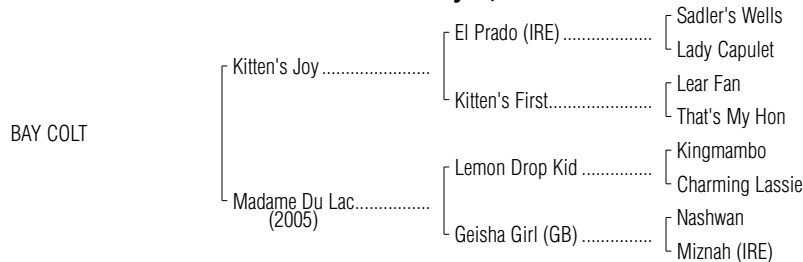 Sadler's Wells
El Prado (IRE) ..................
Lady Capulet
Kitten's Joy .......................
Lear Fan
Kitten's First......................
That's My Hon
BAY COLT
Kingmambo
Lemon Drop Kid ...............
Charming Lassie
Madame Du Lac................
(2005)
Nashwan
Geisha Girl (GB) ...............
Miznah (IRE)